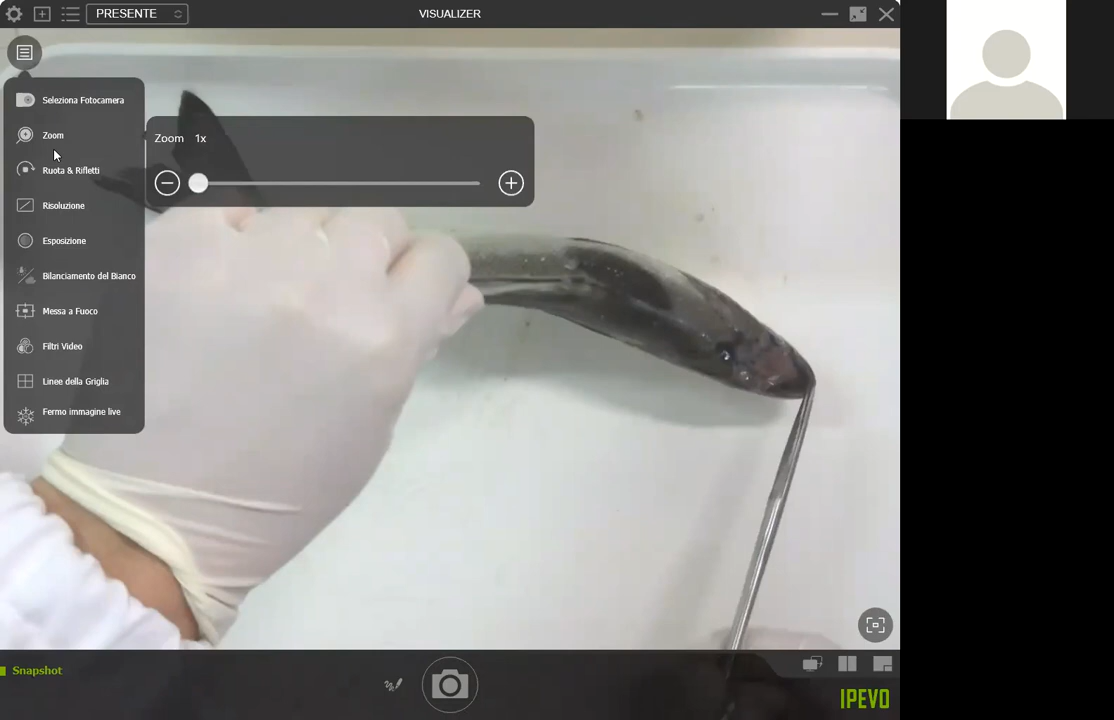 PRESENTE
VISUALIZER
Seleziona Fotocamera
Zoom
Zoom 1x
Ruota & Rifletti
Risoluzione
Esposizione
Bilanciamento del Bianco
Messa a Fuoco
Filtri Video
Linee della Griglia
Fermo immagine live
Snapshot
IPEVO